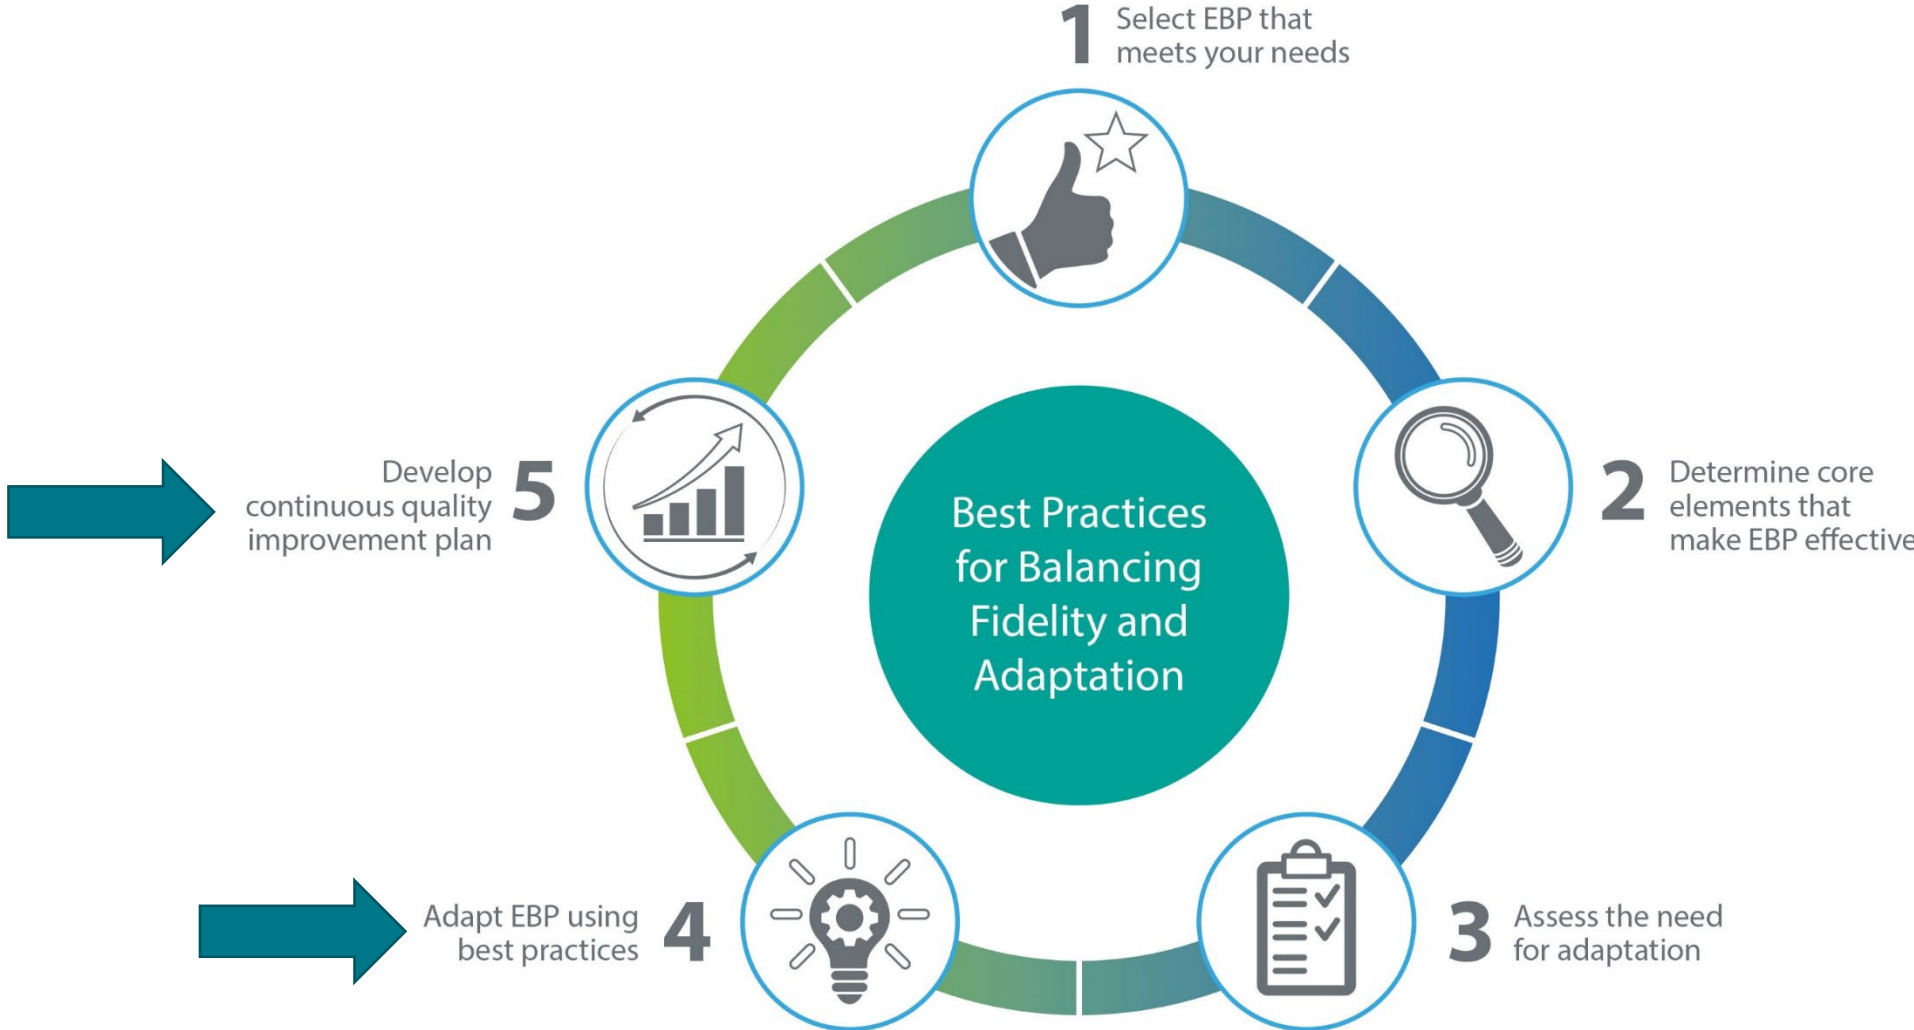 1
Select EBP that
meets your needs
2
Determine core
elements that
make EBP effective
3
Assess the need
for adaptation
4
Adapt EBP using
best practices
5
Develop
continuous quality
improvement plan
Best Practices
for Balancing
Fidelity and
Adaptation